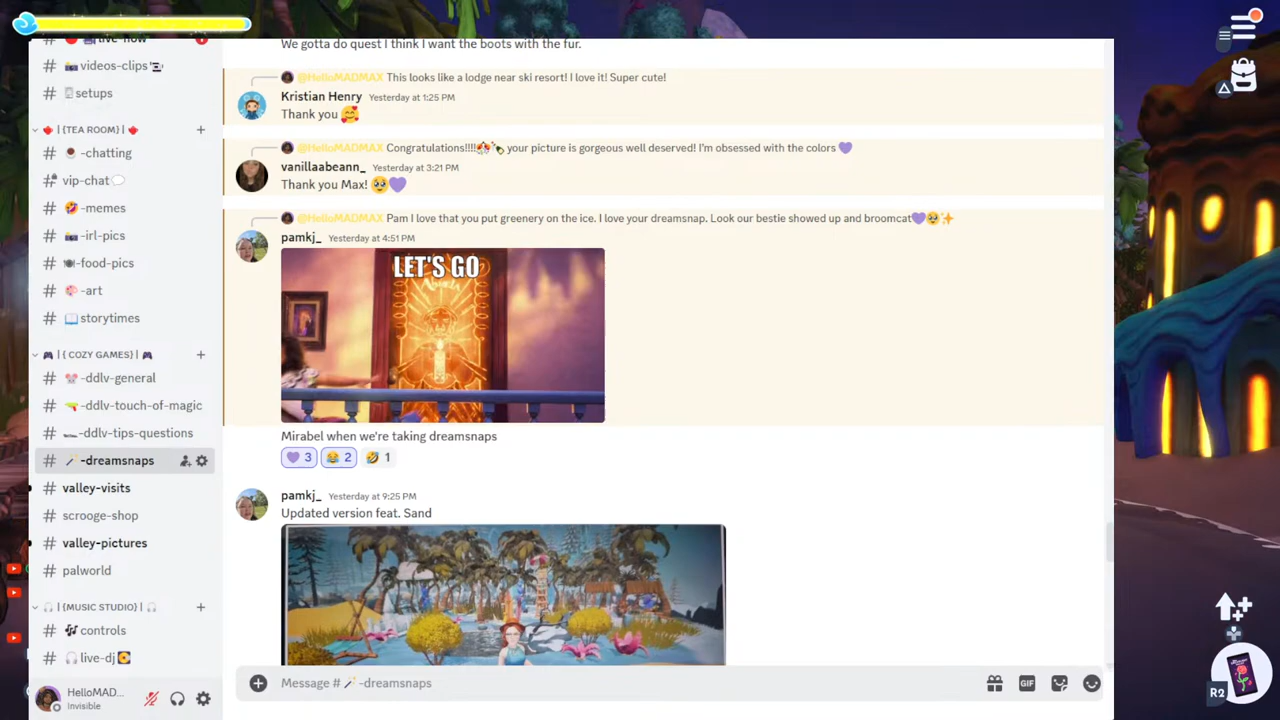 live-now
videos-clips
setups
| {TEA ROOM} |
-chatting
vip-chat
-memes
-irl-pics
-food-pics
-art
storytimes
| { COZY GAMES} |
-ddlv-general
-ddlv-touch-of-magic
-ddlv-tips-questions
-dreamsnaps
valley-visits
scrooge-shop
valley-pictures
palworld
| {MUSIC STUDIO} |
controls
live-dj
HelloMAD...
Invisible
We gotta do quest I think I want the boots with the fur.
@HelloMADMAX This looks like a lodge near ski resort! I love it! Super cute!
Kristian Henry Yesterday at 1:25 PM
Thank you 🥰
@HelloMADMAX Congratulations!!!!🎊🍾 your picture is gorgeous well deserved! I'm obsessed with the colors 💜
vanillaabeann_ Yesterday at 3:21 PM
Thank you Max! 🥹💜
@HelloMADMAX Pam I love that you put greenery on the ice. I love your dreamsnap. Look our bestie showed up and broomcat💜🥹✨
pamkj_ Yesterday at 4:51 PM
LET'S GO
Mirabel when we're taking dreamsnaps
💜 3 😂 2 🤣 1
pamkj_ Yesterday at 9:25 PM
Updated version feat. Sand
Message # 🪄-dreamsnaps
GIF
R2